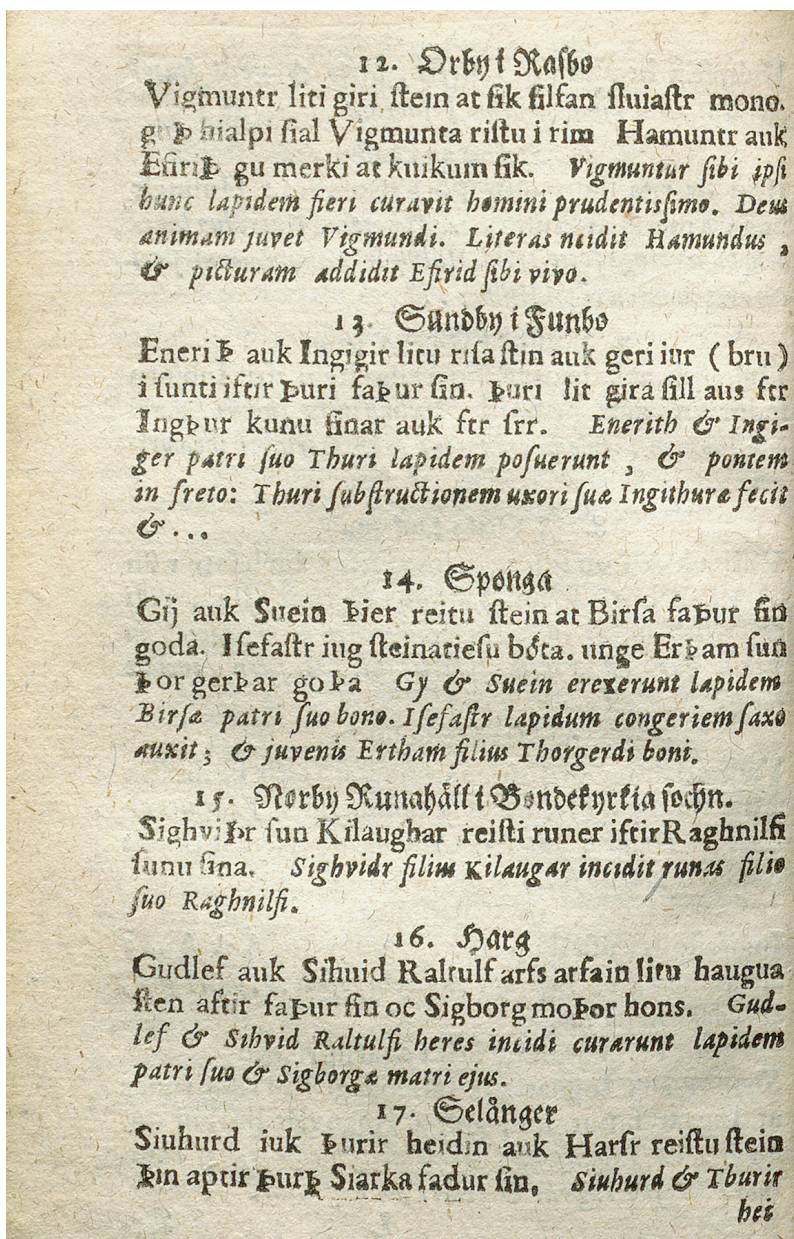 12. Orby i Rasbo
Vigmuntr liti giri stein at sik silfan sluiastr mono.
Þ hialpi sial Vigmunta ristu i rim Hamuntr auk
EfiriÞ gu merki at kuikum sik. Vigmuntur sibi ipsi
hunc lapidem fieri curavit homini prudentissimo. Deus
animam juvet Vigmundi. Literas incidit Hamundus,
& picturam addidit Efirid sibi vivo.
13. Sundby i Funbo
Eneri Þ auk Ingigir litu risa stin auk geri iur (bru)
i sunti iftir Þuri faÞur sin. Þuri lit gira sill aus ftr
IngÞur kunu sinar auk ftr srr. Enerith & Ingi-
ger patri suo Thuri lapidem posuerunt, & pontem
in freto: Thuri substructionem uxori suæ Ingithuræ fecit
&...
14. Sponga
Gij auk Suein Þier reitu stein at Birsa faÞur sin
goda. Isefastr iug steinatiesu bóta. unge ErÞam sun
Þor gerÞar goÞa Gy & Suein erexerunt lapidem
Birsæ patri suo bono. Isefastr lapidum congeriem saxo
auxit; & juvenis Ertham filius Thorgerdi boni.
15. Norby Runahäll i Bondekyrkia sochn.
SighviÞr sun Kilaughar reisti runer iftir Raghnilfi
sunu sina. Sighvidr filius Kilaugar incidit runas filio
suo Raghnilfi.
16. Harg
Gudlef auk Sihuid Raltulf arfs arfain litu haugua
sten aftir faÞur sin oc Sigborg moÞor hons. Gud-
lef & Sihvid Raltulfi heres incidi curarunt lapidem
patri suo & Sigborgæ matri ejus.
17. Selånger
Siuhurd iuk Þurir heidin auk Harfr reistu stein
Þin aptir ÞurÞ Siarka fadur sin. Siuhurd & Thurir
hei